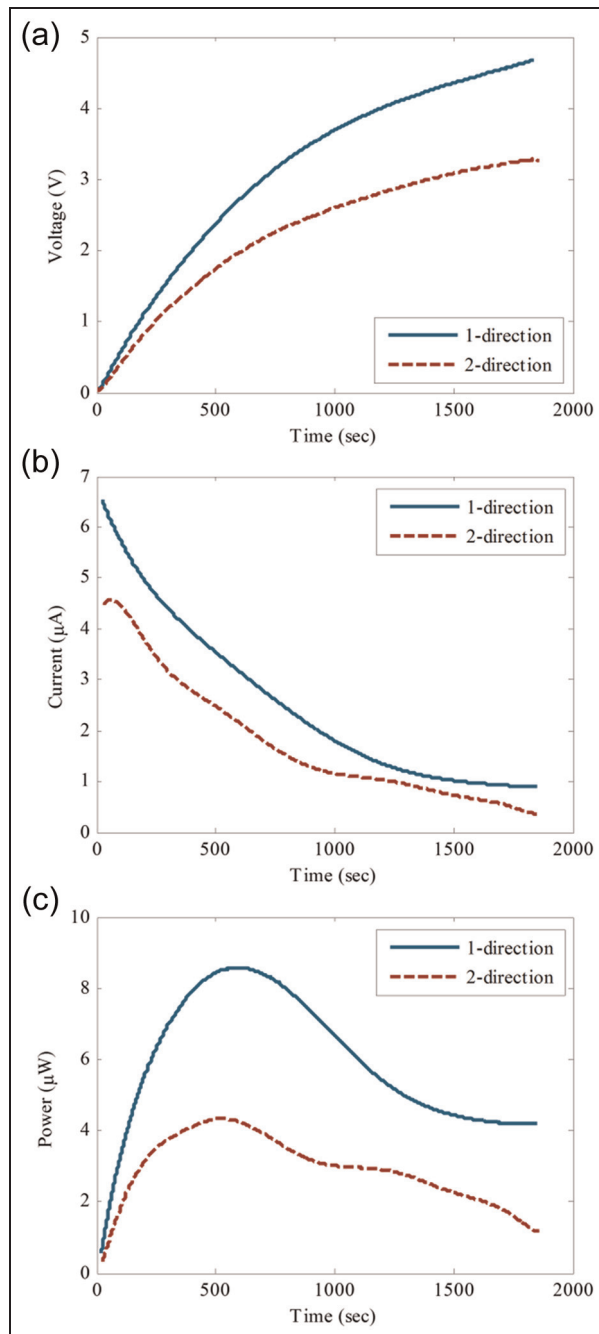 (a)
5
4
3
2
1
0
Voltage (V)
1-direction
2-direction
0 500 1000 1500 2000
Time (sec)
(b)
7
6
5
4
3
2
1
0
Current (µA)
1-direction
2-direction
0 500 1000 1500 2000
Time (sec)
(c)
10
8
6
4
2
0
Power (µW)
1-direction
2-direction
0 500 1000 1500 2000
Time (sec)